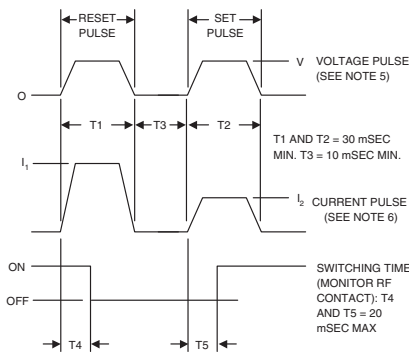 RESET
PULSE
SET
PULSE
V
VOLTAGE PULSE
(SEE NOTE 5)
O
T1
T3
T2
T1 AND T2 = 30 mSEC
MIN. T3 = 10 mSEC MIN.
I₁
I₂
CURRENT PULSE
(SEE NOTE 6)
ON
OFF
SWITCHING TIME
(MONITOR RF
CONTACT): T4
AND T5 = 20
mSEC MAX
T4
T5